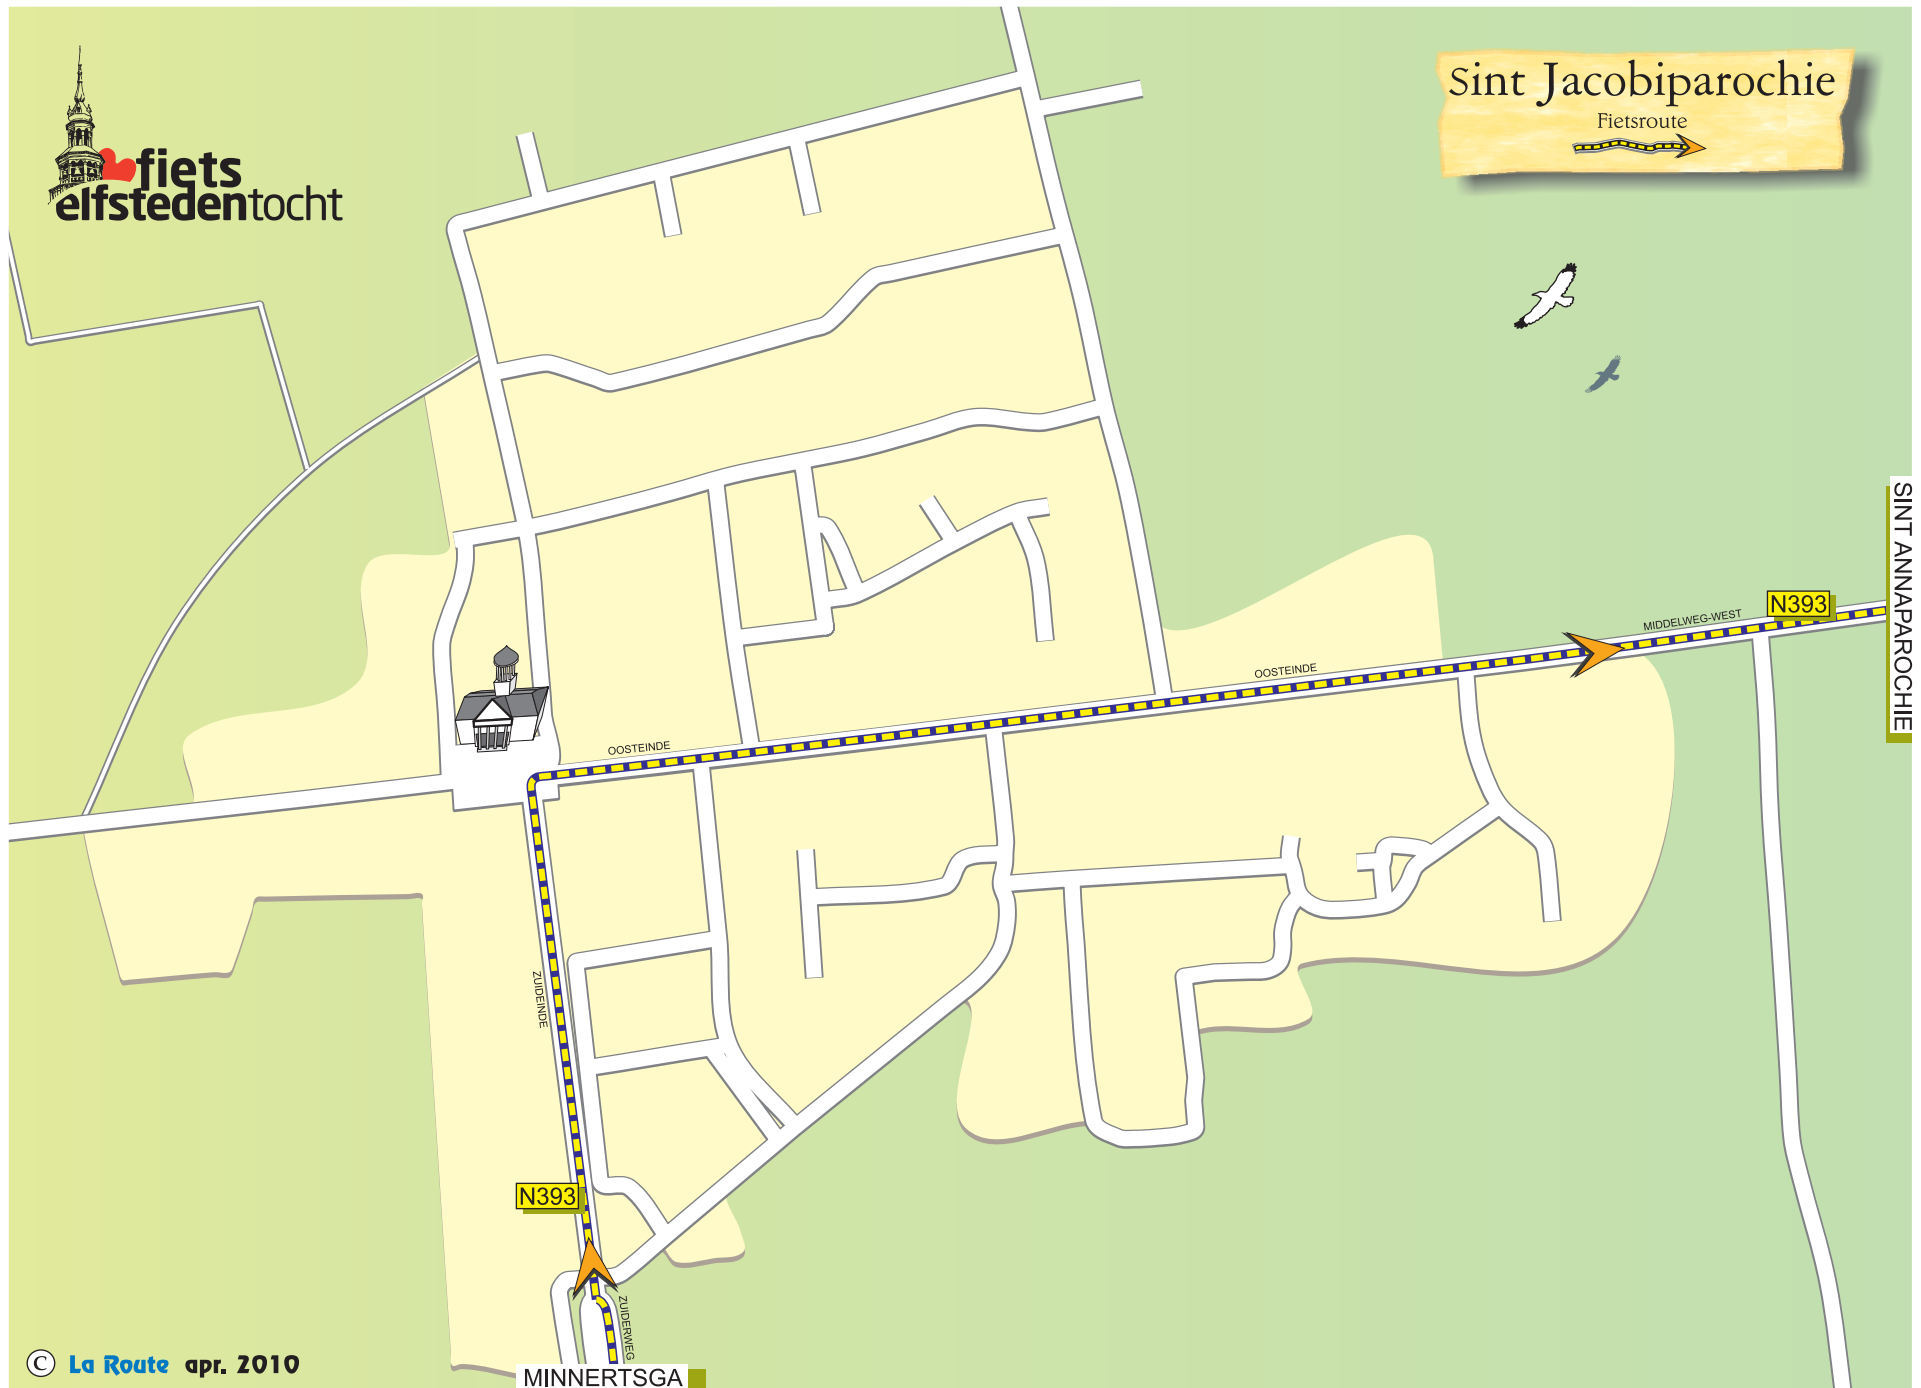 fiets
elfstedentocht
Sint Jacobiparochie
Fietsroute
SINT ANNAPAROCHIE
N393
MIDDELWEG-WEST
OOSTEINDE
OOSTEINDE
ZUIDEINDE
N393
ZUIDERWEG
© La Route apr. 2010
MINNERTSGA